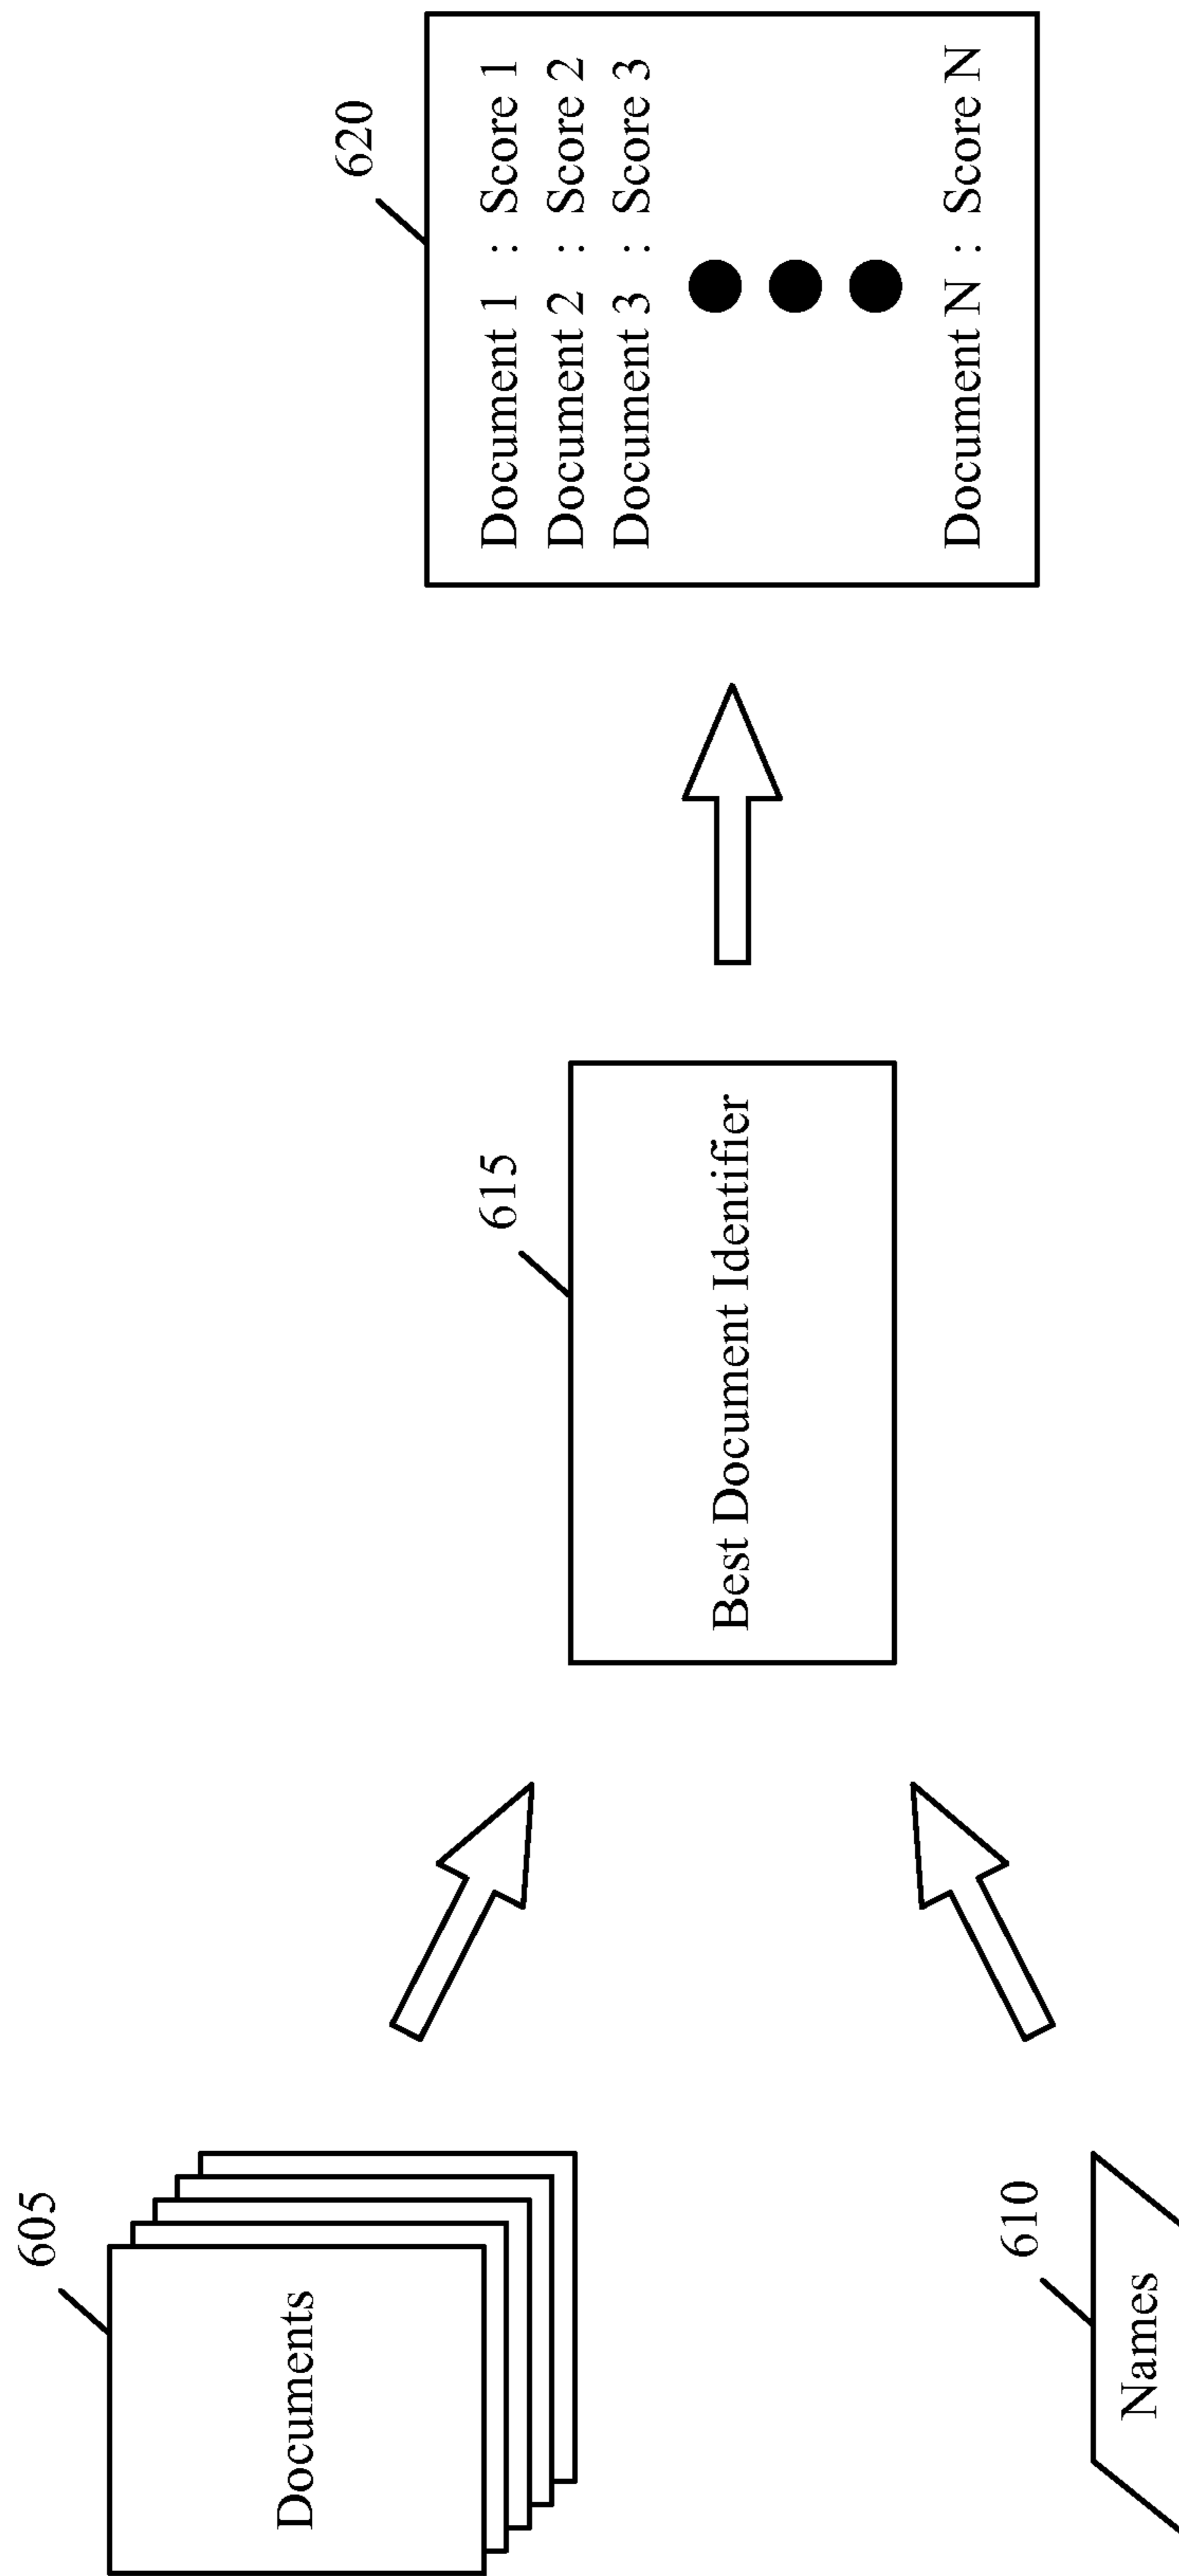 605
Documents
610
Names
615
Best Document Identifier
620
Document 1 : Score 1
Document 2 : Score 2
Document 3 : Score 3
Document N : Score N